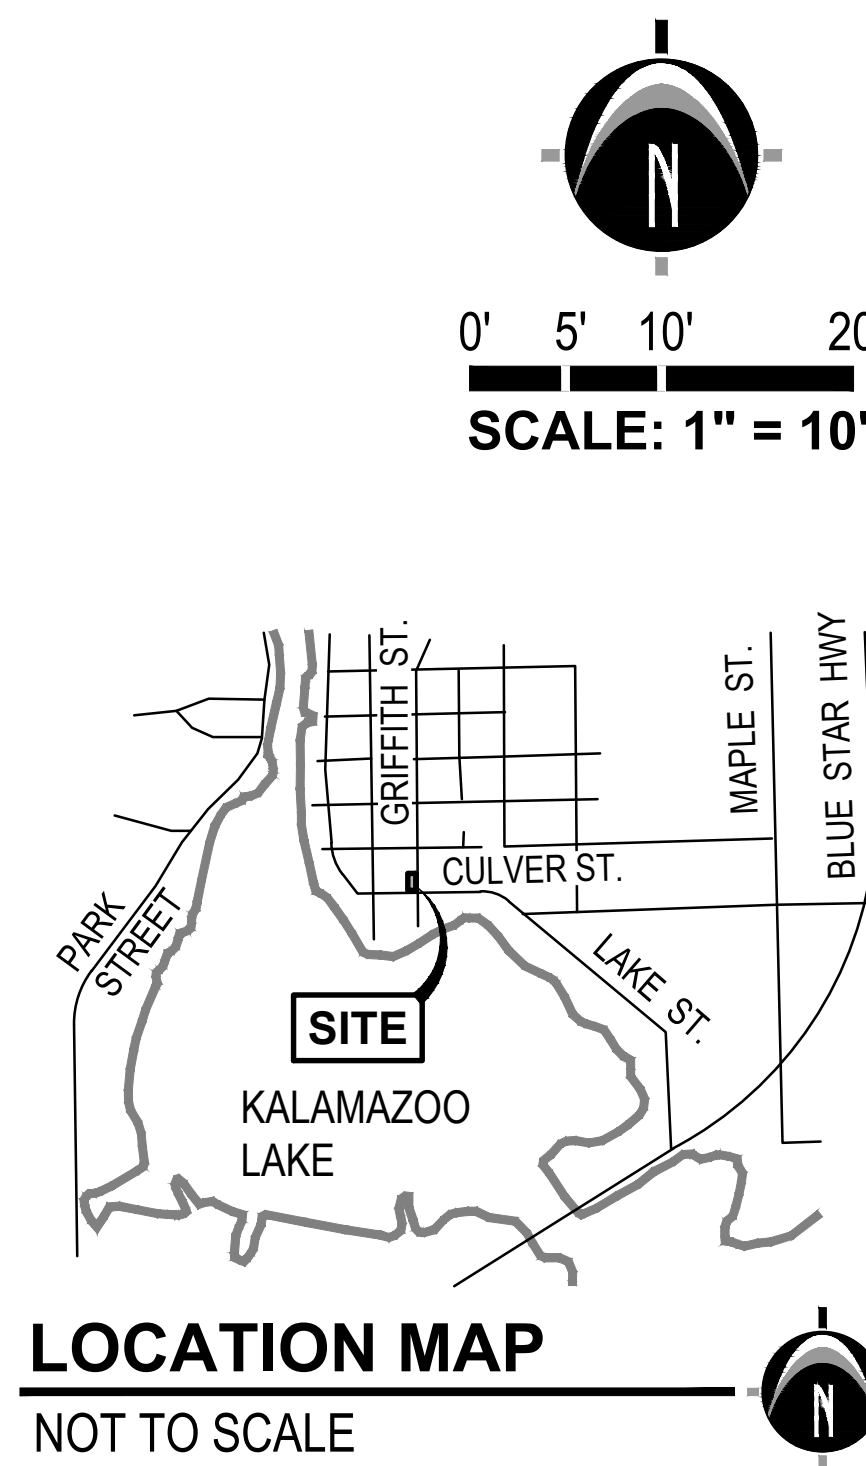 N
0' 5' 10'
SCALE: 1" = 10'
GRIFFITH ST.
MAPLE ST.
BLUE STAR HWY
CULVER ST.
PARK
STREET
LAKE ST.
SITE
KALAMAZOO
LAKE
LOCATION MAP
N
NOT TO SCALE